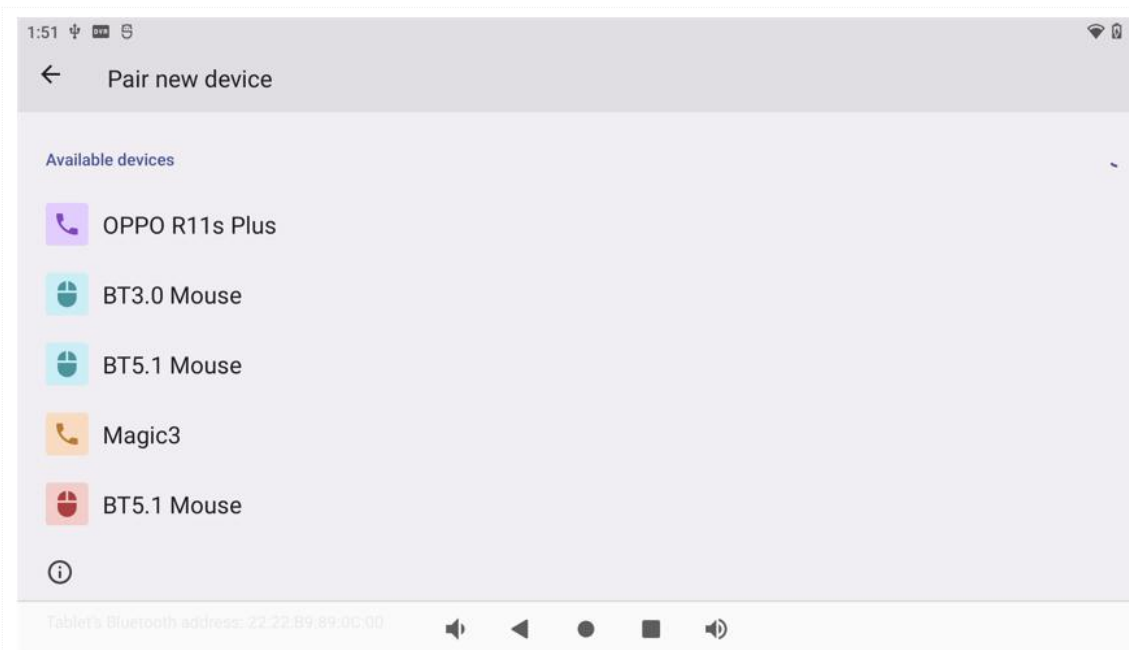 1:51
Pair new device
Available devices
OPPO R11s Plus
BT3.0 Mouse
BT5.1 Mouse
Magic3
BT5.1 Mouse
Tablet's Bluetooth address: 22:22:B9:89:0C:00